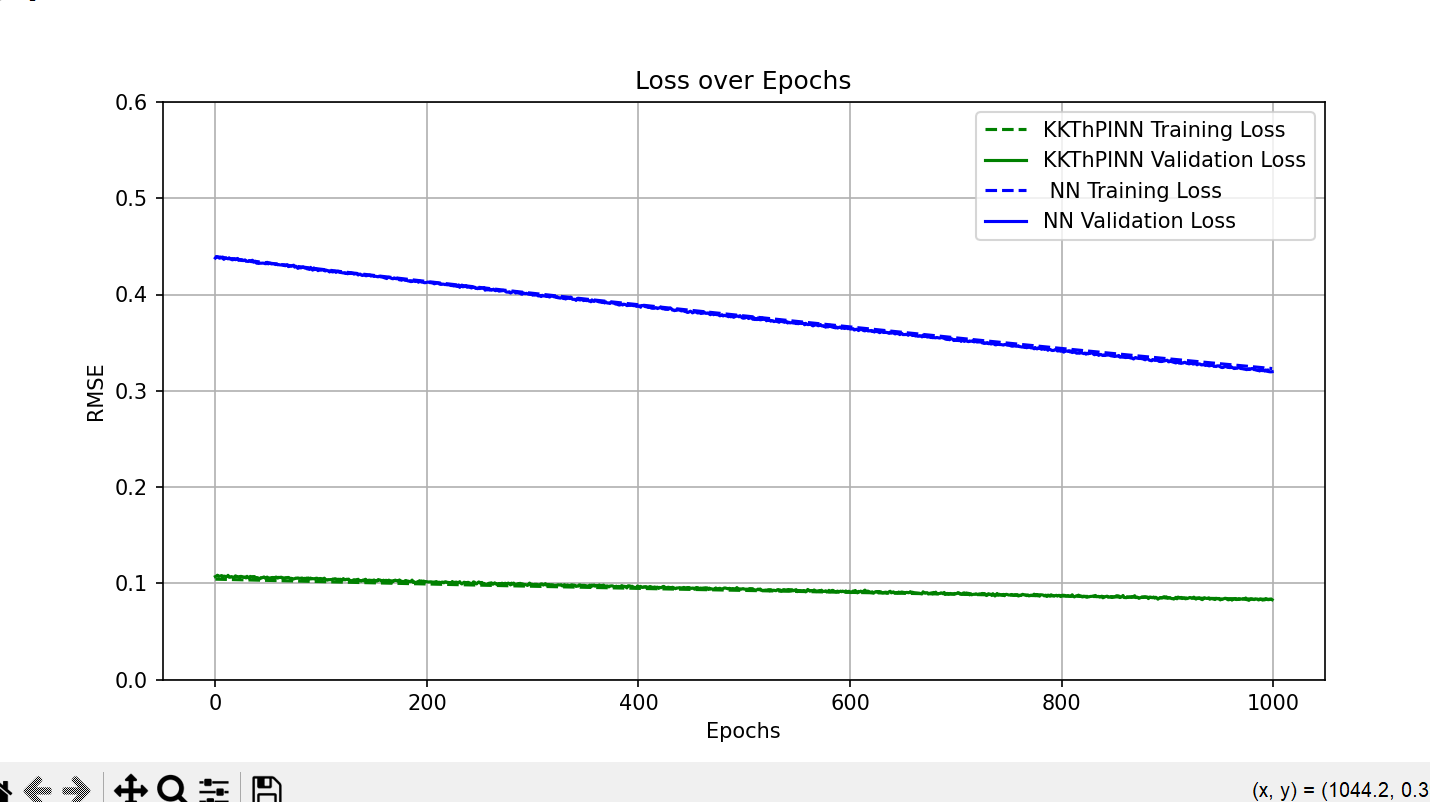 Loss over Epochs
0.6
0.5
0.4
0.3
0.2
0.1
0.0
RMSE
KKThPINN Training Loss
KKThPINN Validation Loss
NN Training Loss
NN Validation Loss
0 200 400 600 800 1000
Epochs
(x, y) = (1044.2, 0.3